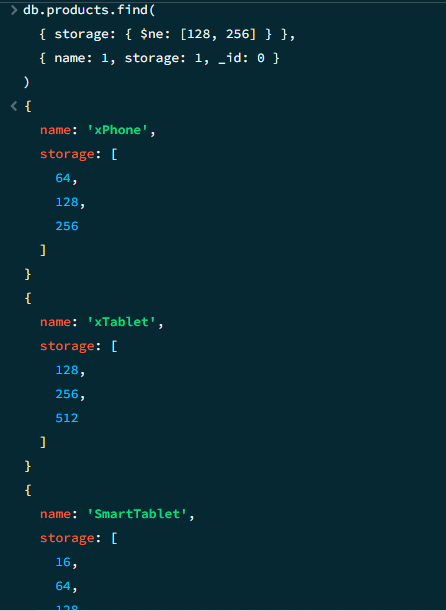 > db.products.find(
{ storage: { $ne: [128, 256] } },
{ name: 1, storage: 1, _id: 0 }
)
< {
name: 'xPhone',
storage: [
64,
128,
256
]
}
{
name: 'xTablet',
storage: [
128,
256,
512
]
}
{
name: 'SmartTablet',
storage: [
16,
64,
128